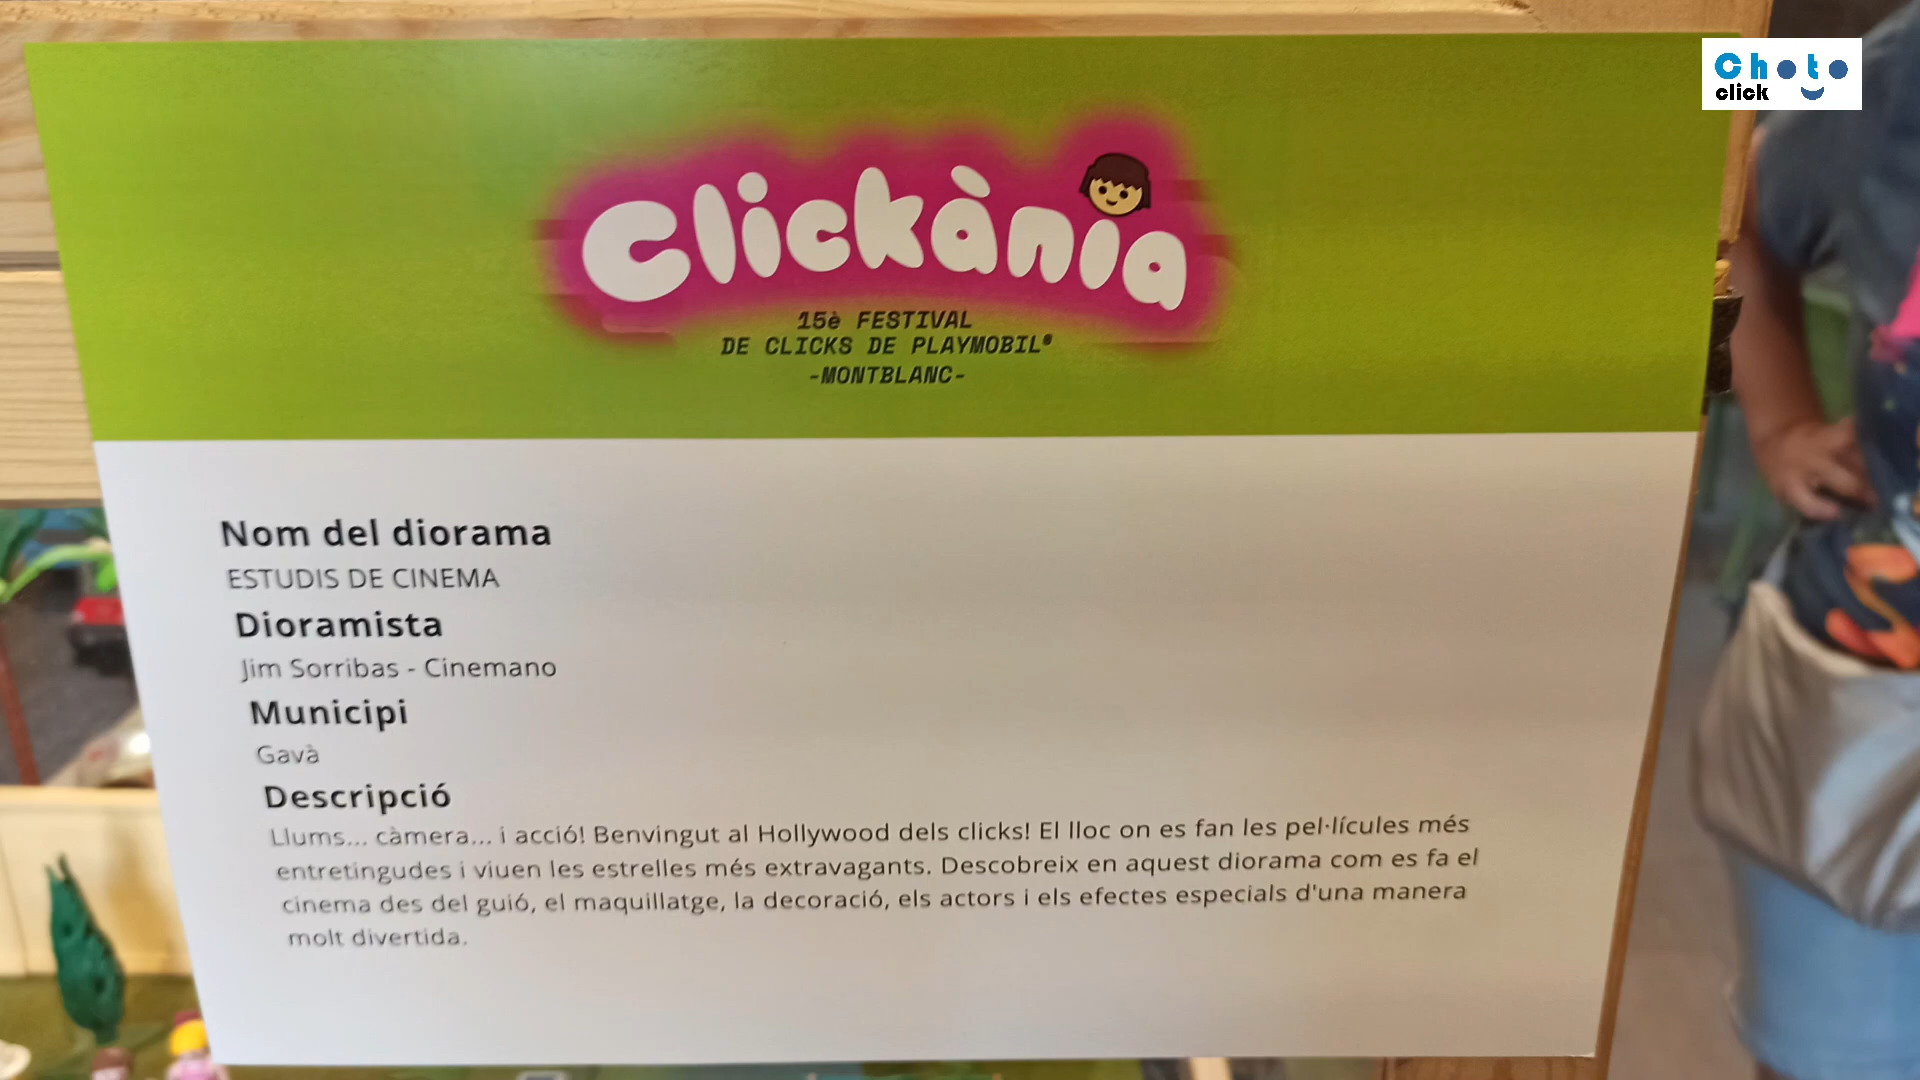 Clickània
15è FESTIVAL
DE CLICKS DE PLAYMOBIL®
-MONTBLANC-
Choto
click
Nom del diorama
ESTUDIS DE CINEMA
Dioramista
Jim Sorribas - Cinemano
Municipi
Gavà
Descripció
Llums... càmera... i acció! Benvingut al Hollywood dels clicks! El lloc on es fan les pel·lícules més
entretingudes i viuen les estrelles més extravagants. Descobreix en aquest diorama com es fa el
cinema des del guió, el maquillatge, la decoració, els actors i els efectes especials d'una manera
molt divertida.